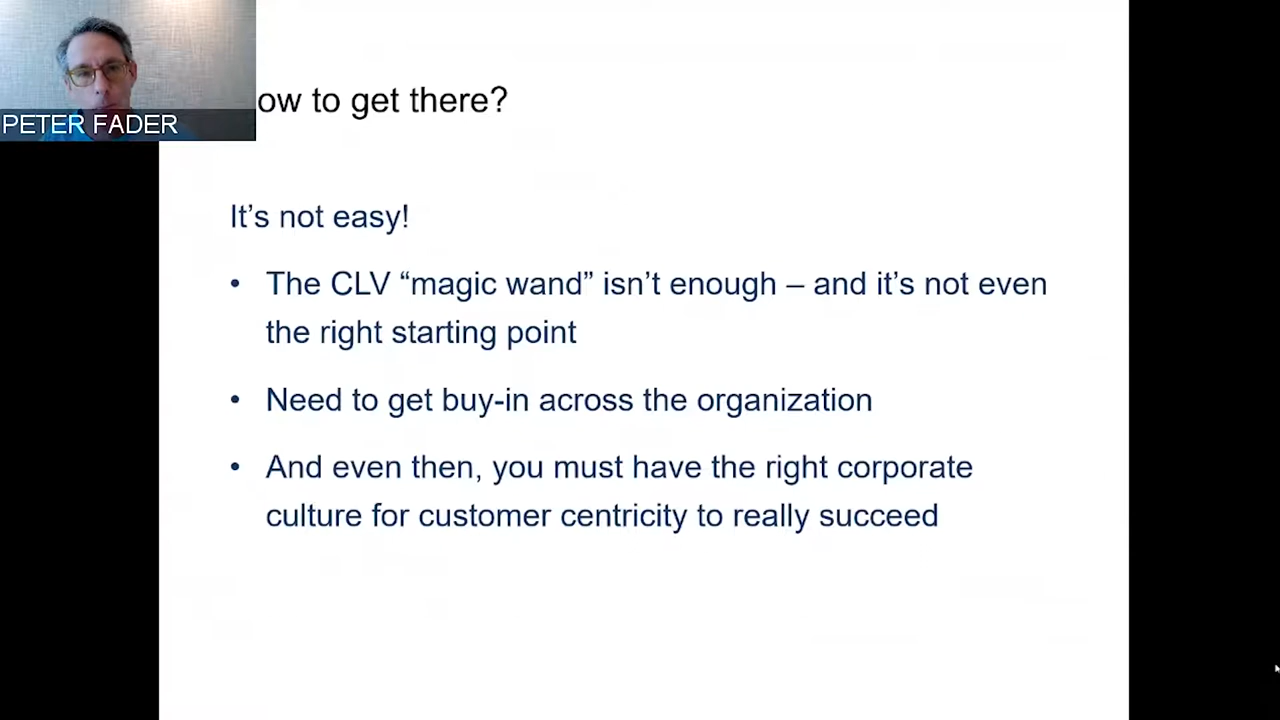 PETER FADER
ow to get there?
It’s not easy!
• The CLV “magic wand” isn’t enough – and it’s not even
the right starting point
• Need to get buy-in across the organization
• And even then, you must have the right corporate
culture for customer centricity to really succeed